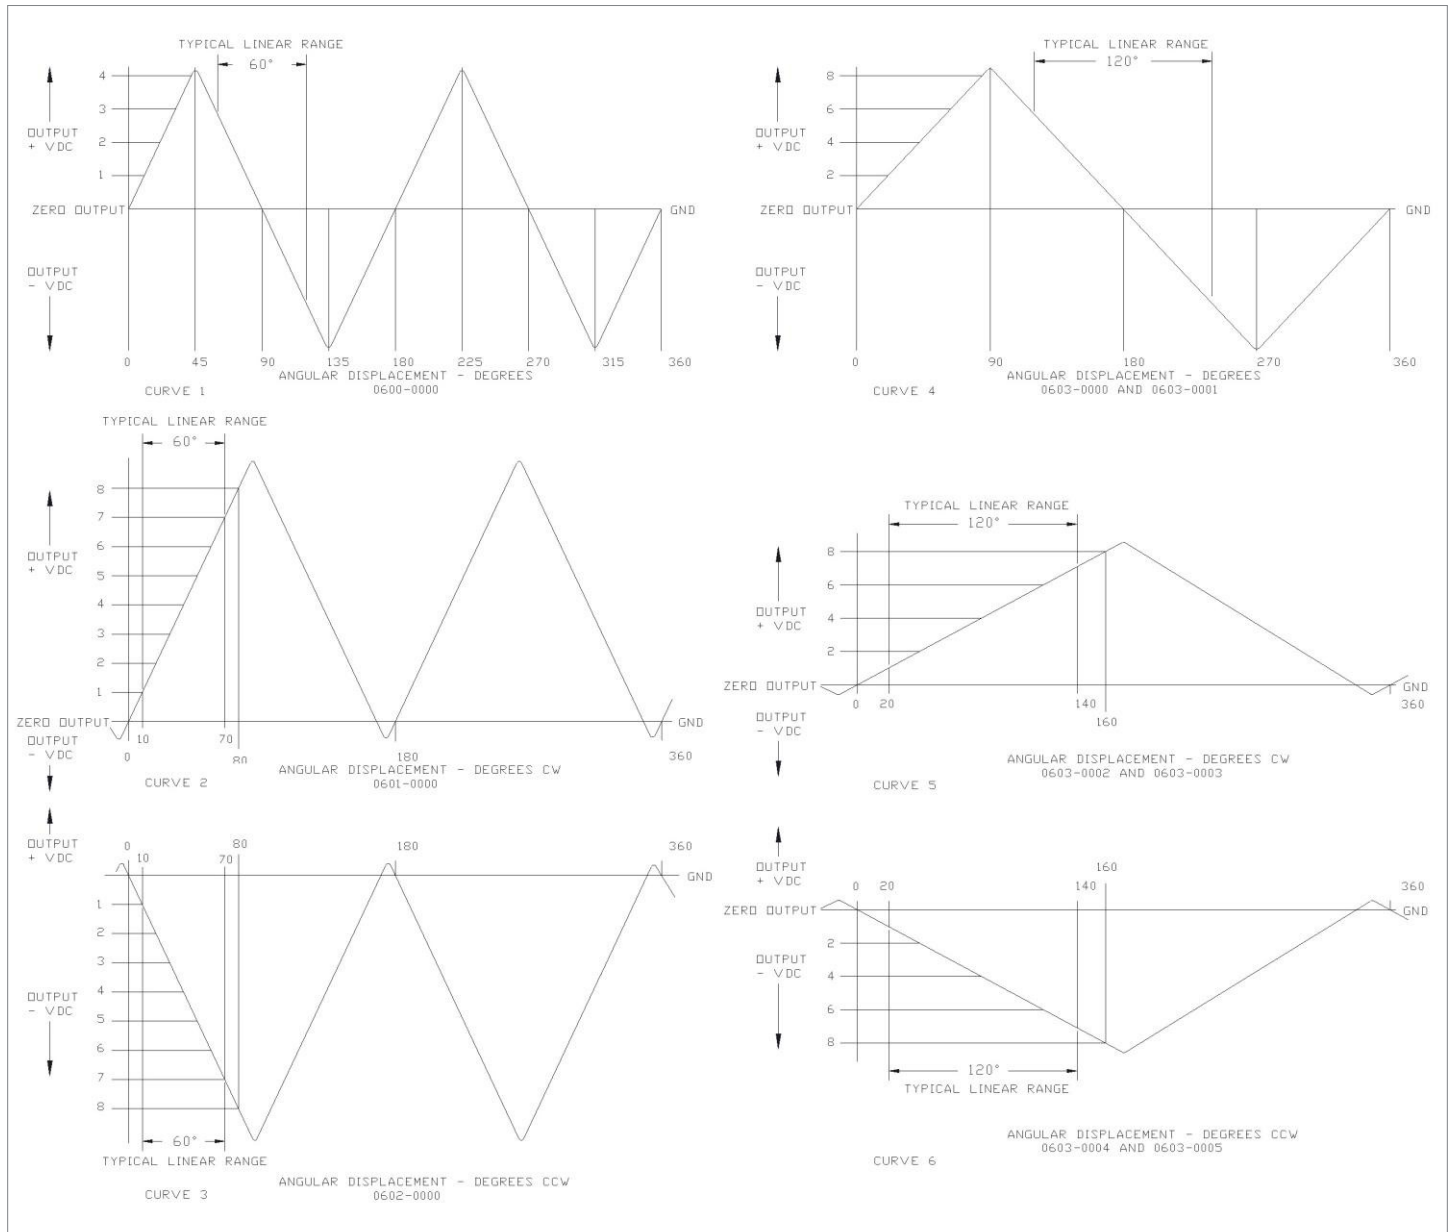 TYPICAL LINEAR RANGE
60°
4
3
2
1
OUTPUT
+ VDC
ZERO OUTPUT
GND
OUTPUT
- VDC
0 45 90 135 180 225 270 315 360
ANGULAR DISPLACEMENT - DEGREES
0600-0000
CURVE 1
TYPICAL LINEAR RANGE
60°
8
7
6
5
4
3
2
1
OUTPUT
+ VDC
ZERO OUTPUT
GND
OUTPUT
- VDC
0 10 70 80 180 360
ANGULAR DISPLACEMENT - DEGREES CW
0601-0000
CURVE 2
OUTPUT
+ VDC
0 10 70 80 180 360
GND
1
2
3
4
5
6
7
8
OUTPUT
- VDC
60°
TYPICAL LINEAR RANGE
ANGULAR DISPLACEMENT - DEGREES CCW
0602-0000
CURVE 3
TYPICAL LINEAR RANGE
120°
8
6
4
2
OUTPUT
+ VDC
ZERO OUTPUT
GND
OUTPUT
- VDC
0 90 180 270 360
ANGULAR DISPLACEMENT - DEGREES
0603-0000 AND 0603-0001
CURVE 4
TYPICAL LINEAR RANGE
120°
8
6
4
2
OUTPUT
+ VDC
ZERO OUTPUT
GND
OUTPUT
- VDC
0 20 140 160 360
ANGULAR DISPLACEMENT - DEGREES CW
0603-0002 AND 0603-0003
CURVE 5
OUTPUT
+ VDC
0 20 140 160 360
ZERO OUTPUT
GND
2
4
6
8
OUTPUT
- VDC
120°
TYPICAL LINEAR RANGE
ANGULAR DISPLACEMENT - DEGREES CCW
0603-0004 AND 0603-0005
CURVE 6